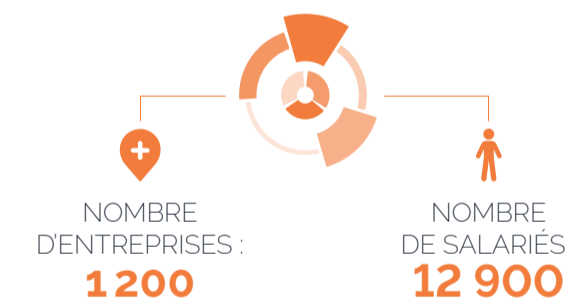 NOMBRE
D'ENTREPRISES :
1 200
NOMBRE
DE SALARIÉS
12 900